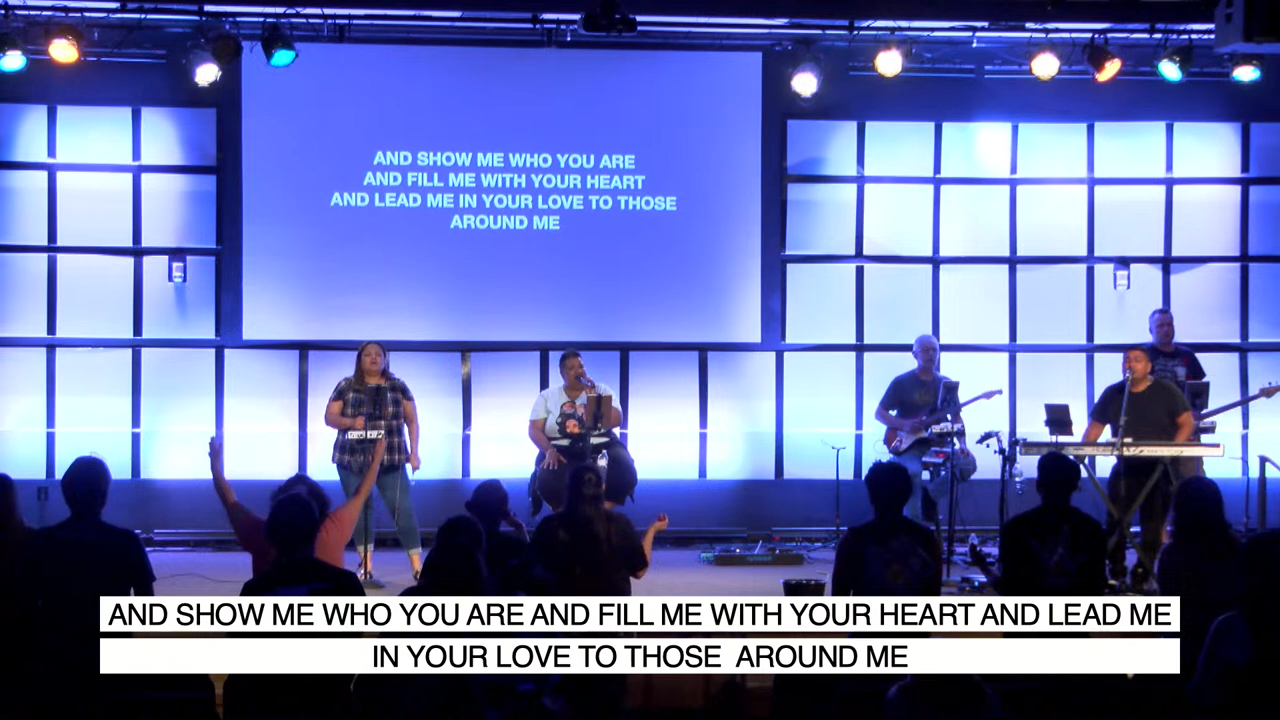 AND SHOW ME WHO YOU ARE
AND FILL ME WITH YOUR HEART
AND LEAD ME IN YOUR LOVE TO THOSE
AROUND ME
AND SHOW ME WHO YOU ARE AND FILL ME WITH YOUR HEART AND LEAD ME
IN YOUR LOVE TO THOSE AROUND ME